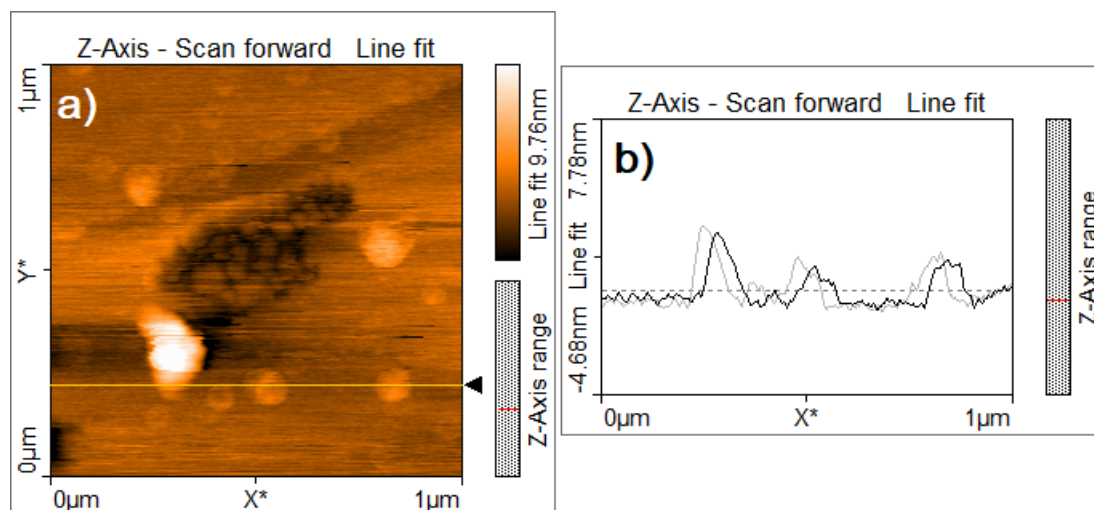 Z-Axis - Scan forward Line fit
a)
1µm
Y*
0µm
0µm X* 1µm
Line fit 9.76nm
Z-Axis range
Z-Axis - Scan forward Line fit
b)
-4.68nm Line fit 7.78nm
0µm X* 1µm
Z-Axis range